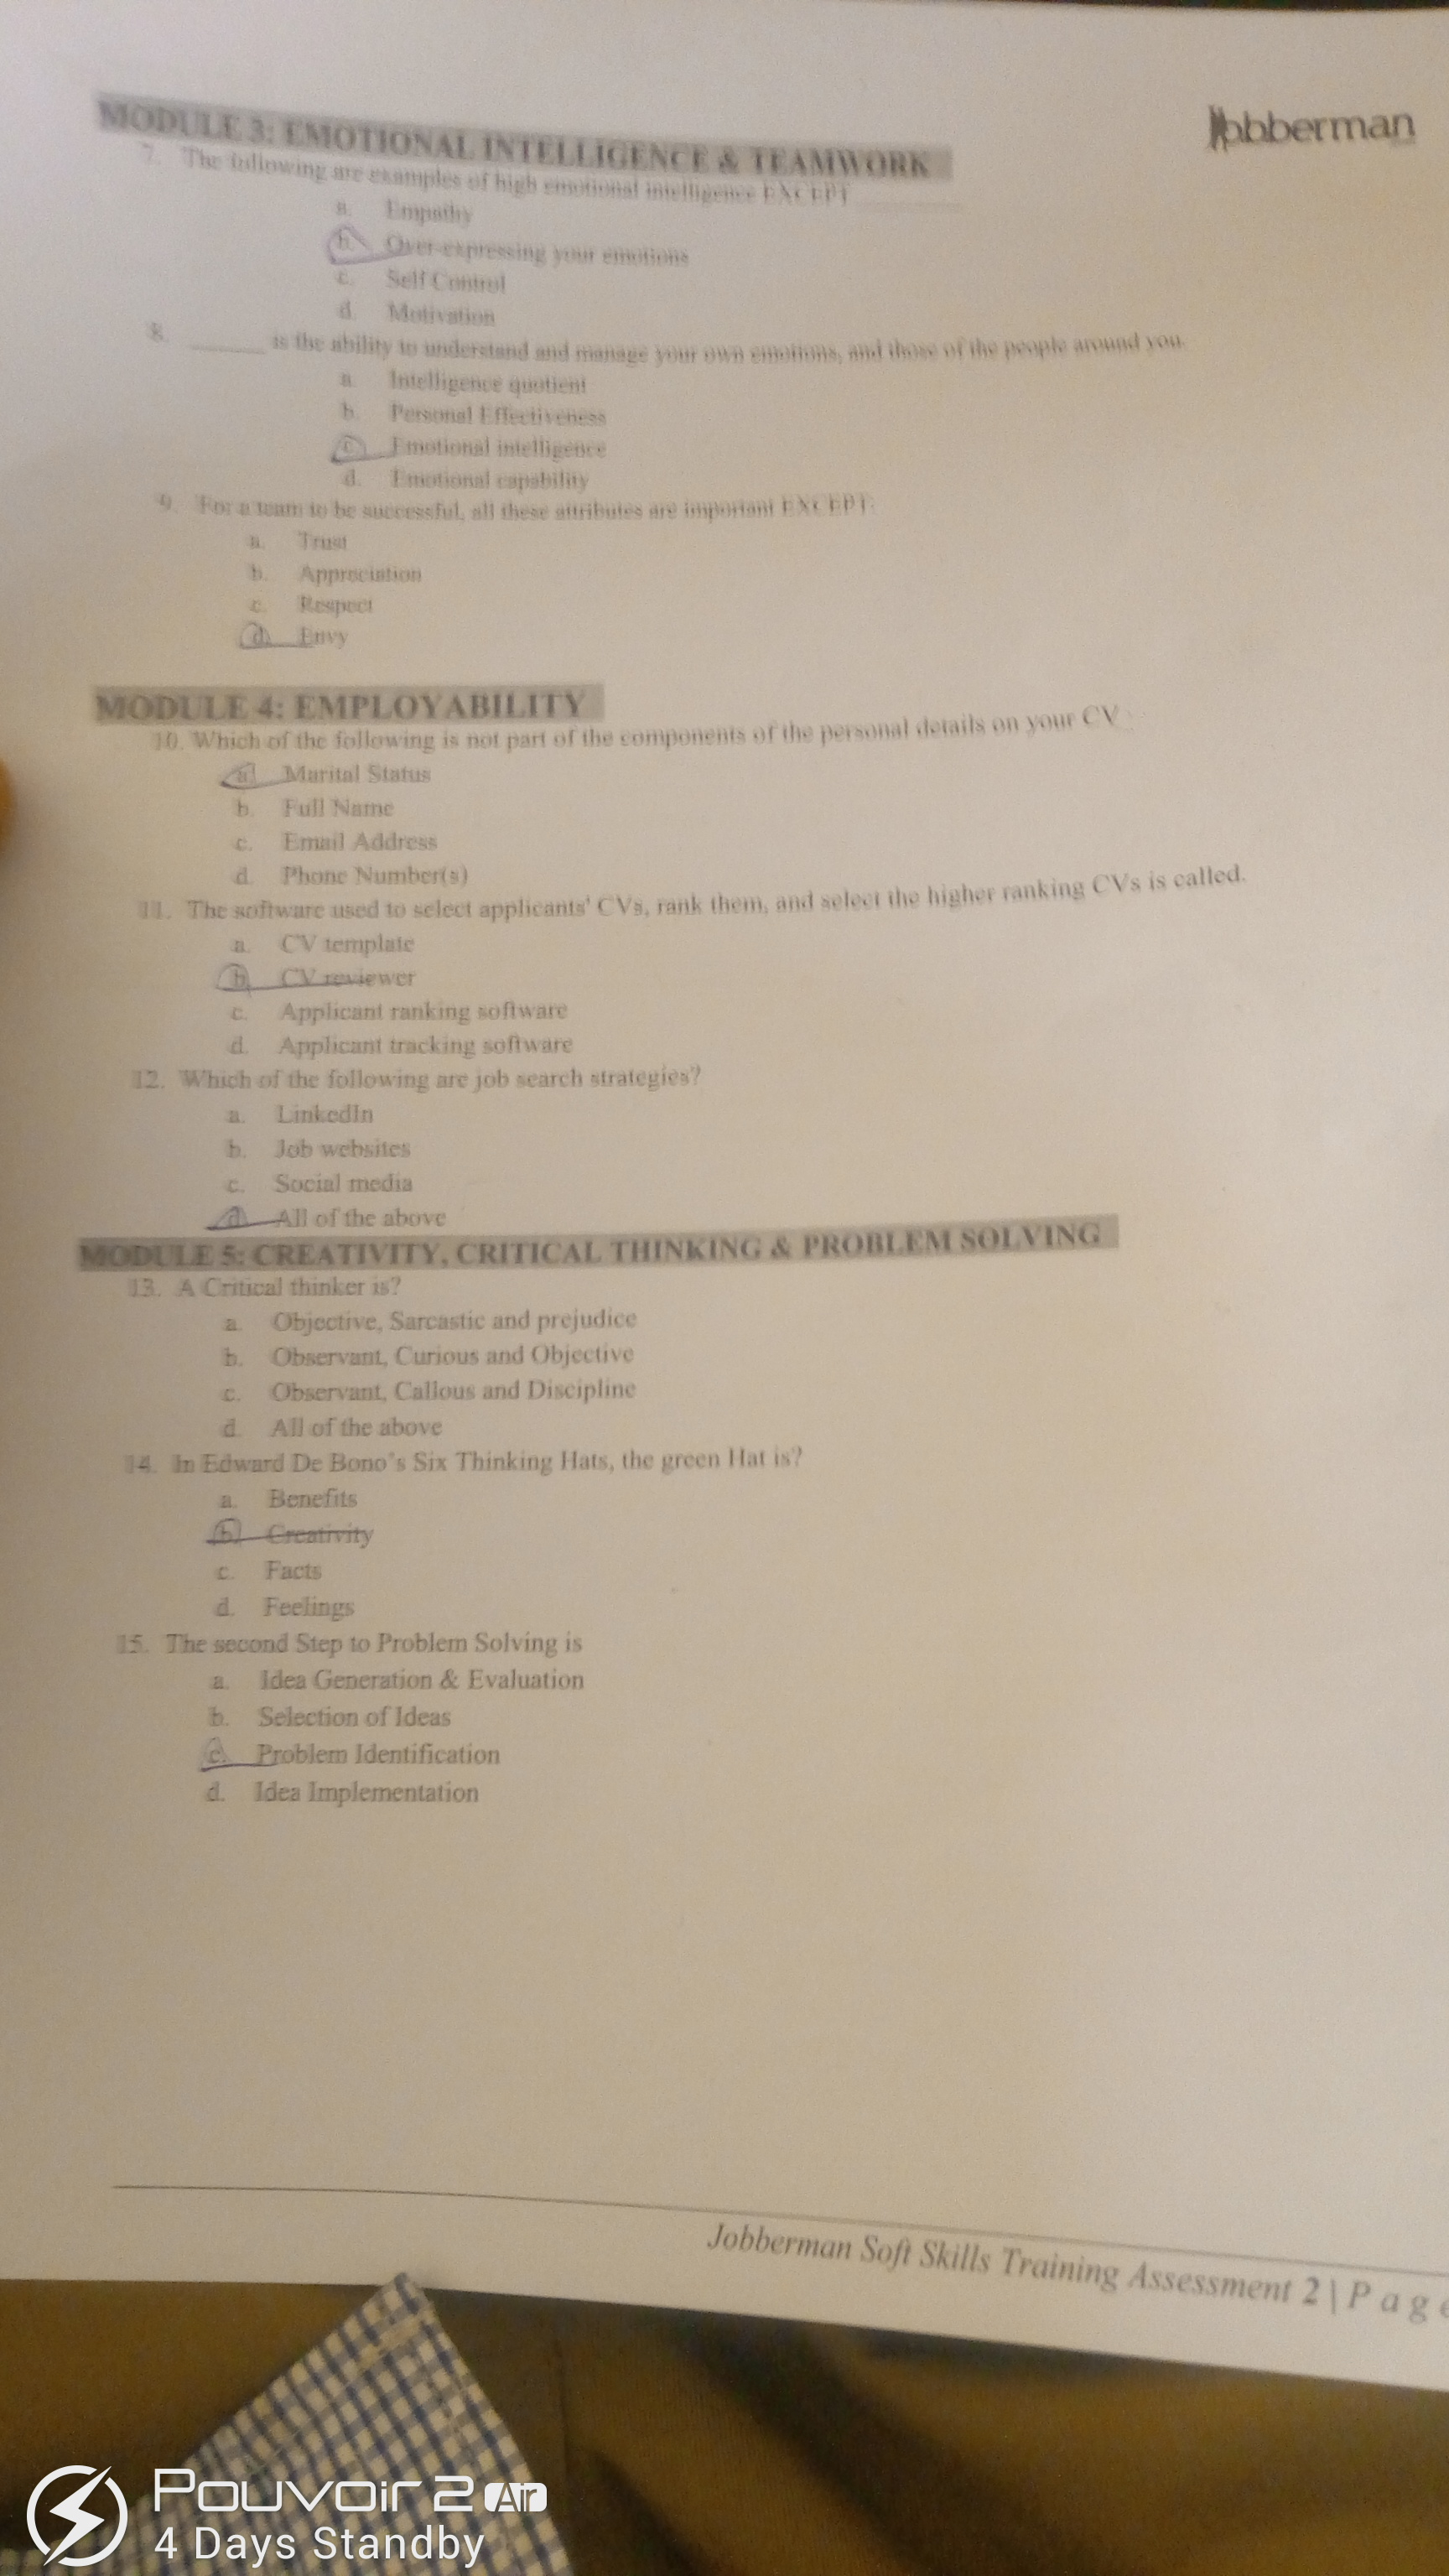 Jobberman
MODULE 3: EMOTIONAL INTELLIGENCE & TEAMWORK
7. The following are examples of high emotional intelligence EXCEPT ________
a. Empathy
b. Over-expressing your emotions
c. Self Control
d. Motivation
8. ______ is the ability to understand and manage your own emotions, and those of the people around you.
a. Intelligence quotient
b. Personal Effectiveness
c. Emotional intelligence
d. Emotional capability
9. For a team to be successful, all these attributes are important EXCEPT:
a. Trust
b. Appreciation
c. Respect
d. Envy
MODULE 4: EMPLOYABILITY
10. Which of the following is not part of the components of the personal details on your CV
a. Marital Status
b. Full Name
c. Email Address
d. Phone Number(s)
11. The software used to select applicants' CVs, rank them, and select the higher ranking CVs is called.
a. CV template
b. CV reviewer
c. Applicant ranking software
d. Applicant tracking software
12. Which of the following are job search strategies?
a. LinkedIn
b. Job websites
c. Social media
d. All of the above
MODULE 5: CREATIVITY, CRITICAL THINKING & PROBLEM SOLVING
13. A Critical thinker is?
a. Objective, Sarcastic and prejudice
b. Observant, Curious and Objective
c. Observant, Callous and Discipline
d. All of the above
14. In Edward De Bono's Six Thinking Hats, the green Hat is?
a. Benefits
b. Creativity
c. Facts
d. Feelings
15. The second Step to Problem Solving is
a. Idea Generation & Evaluation
b. Selection of Ideas
c. Problem Identification
d. Idea Implementation
Jobberman Soft Skills Training Assessment 2 | P a g e
Pouvoir 2 Air
4 Days Standby